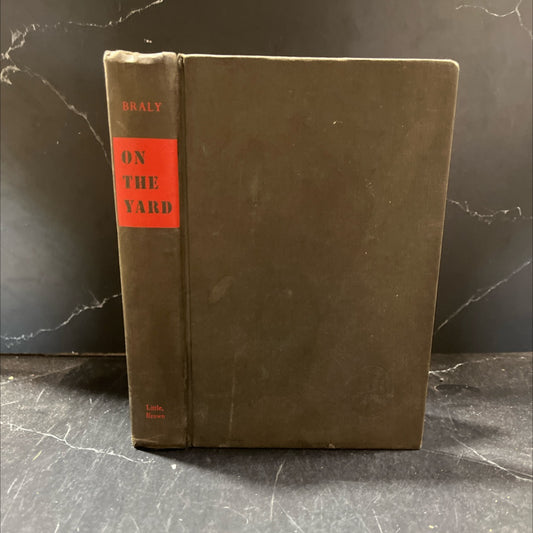 BRALY
ON
THE
YARD
Little,
Brown